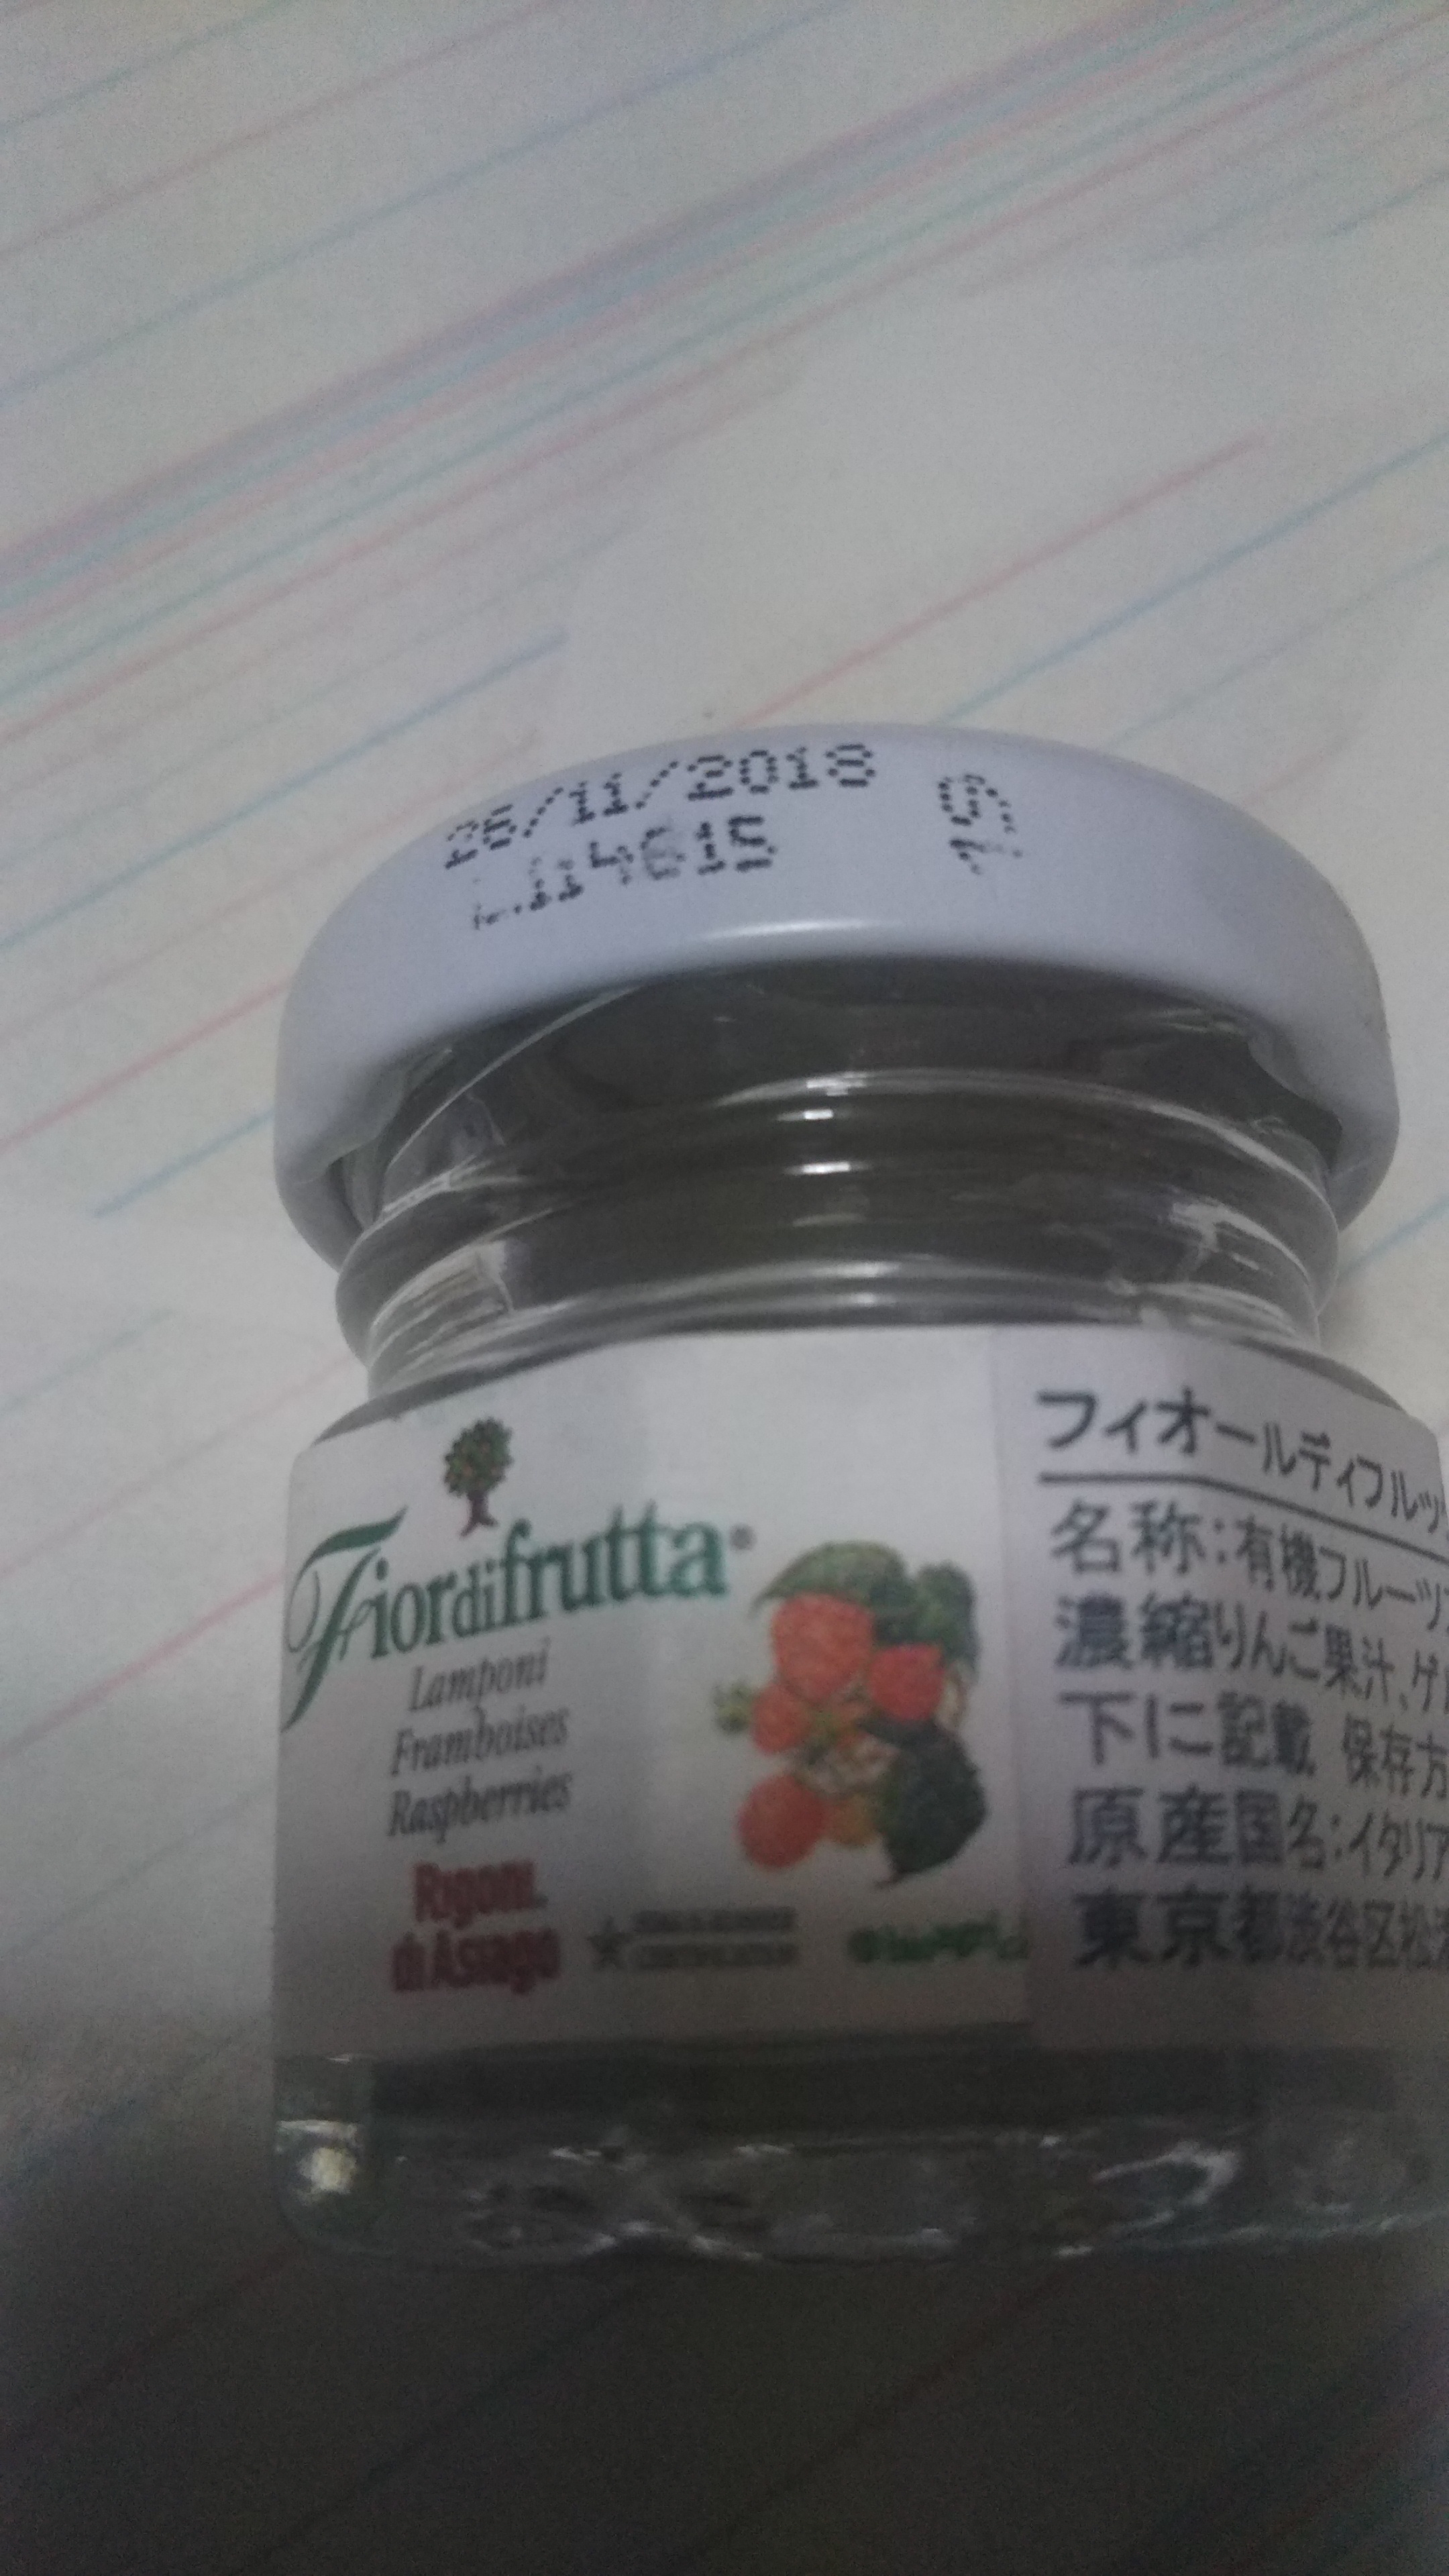 /11/2018
Fiordifrutta®
Lamponi
Framboises
Raspberries
Rigoni
di Asiago
フィオールディフルッ
名称:有機フルーツ
濃縮りんご果汁、ゲ
下に記載 保存方
原産国名:イタリア
東京都渋谷区松